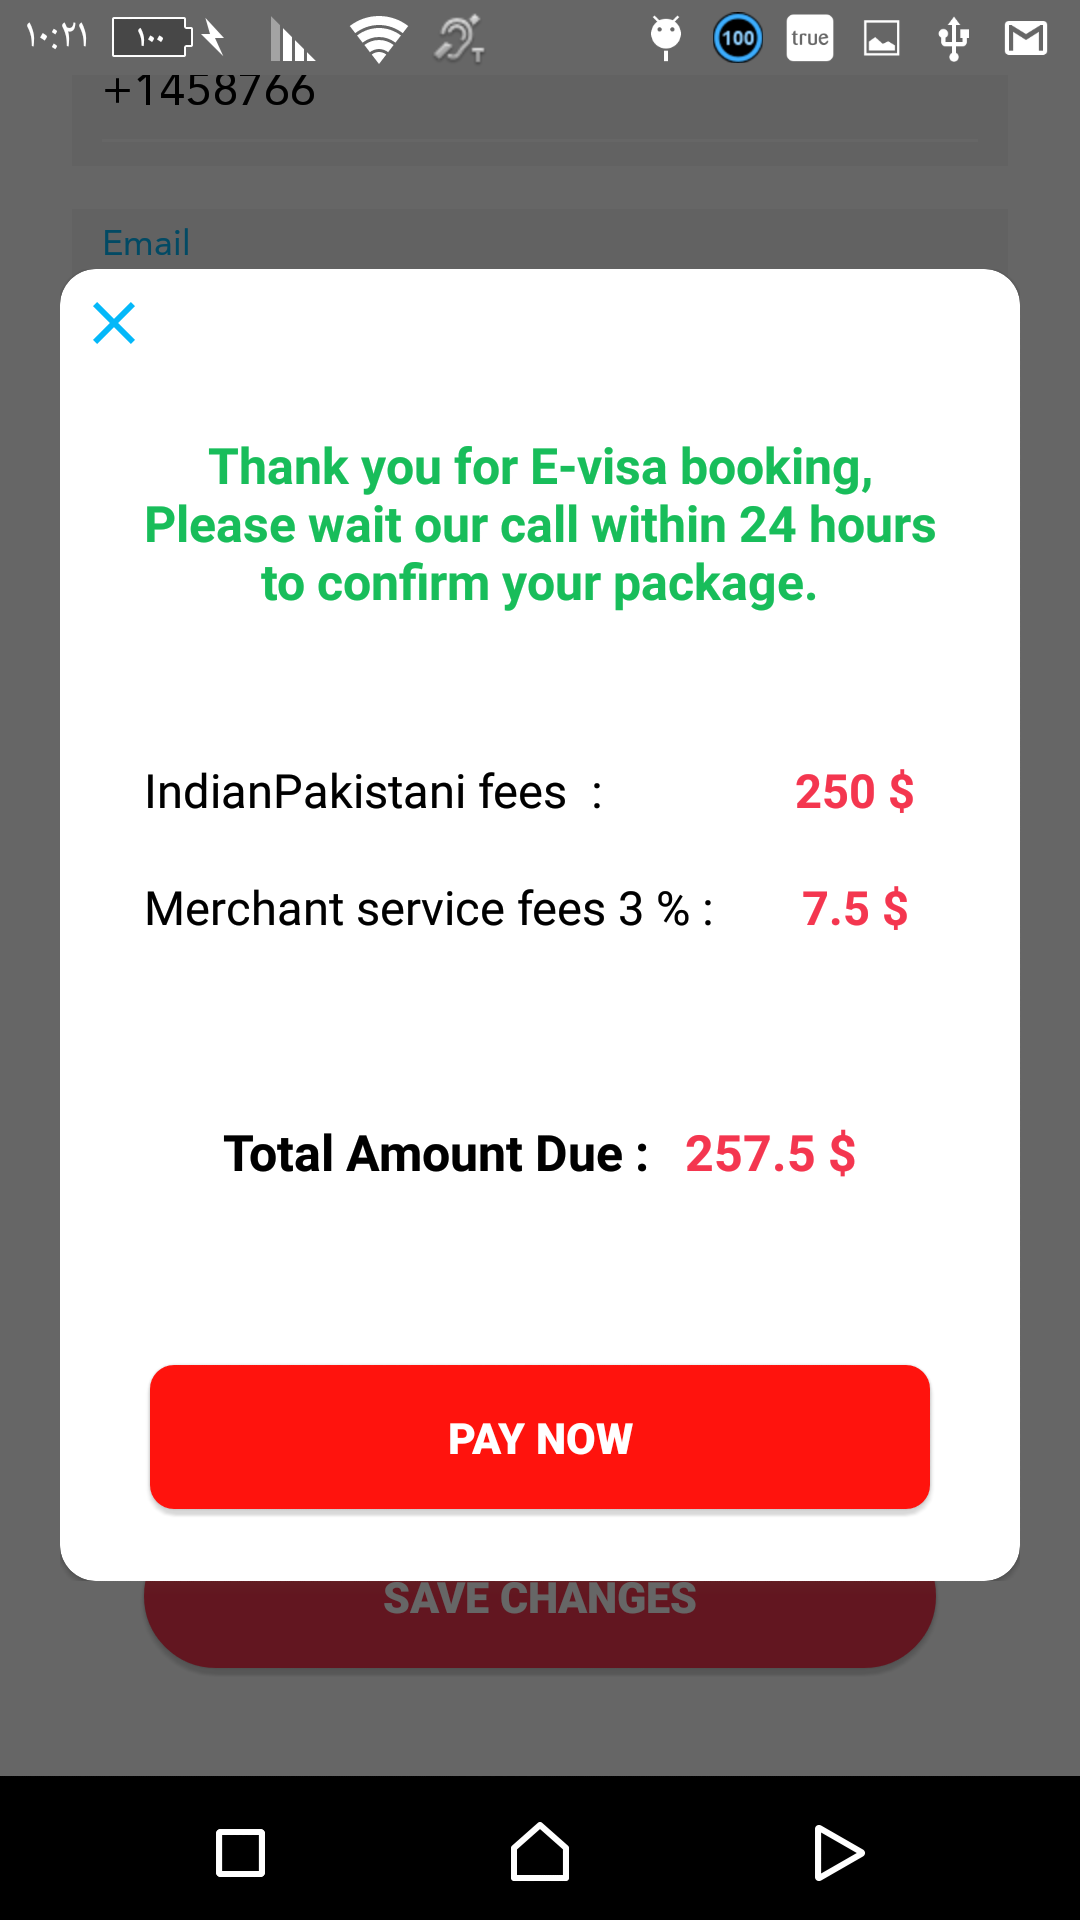 ١٠:٢١ ١٠٠ 100 true
+1458766
Email
Thank you for E-visa booking,
Please wait our call within 24 hours
to confirm your package.
IndianPakistani fees : 250 $
Merchant service fees 3 % : 7.5 $
Total Amount Due : 257.5 $
PAY NOW
SAVE CHANGES